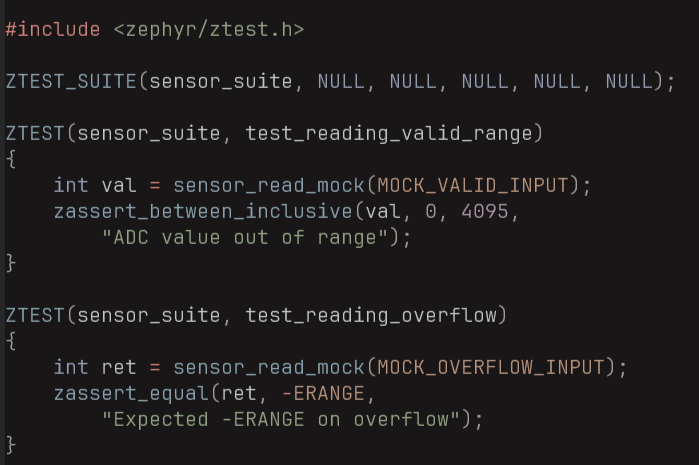 #include <zephyr/ztest.h>
ZTEST_SUITE(sensor_suite, NULL, NULL, NULL, NULL, NULL);
ZTEST(sensor_suite, test_reading_valid_range)
{
    int val = sensor_read_mock(MOCK_VALID_INPUT);
    zassert_between_inclusive(val, 0, 4095,
        "ADC value out of range");
}
ZTEST(sensor_suite, test_reading_overflow)
{
    int ret = sensor_read_mock(MOCK_OVERFLOW_INPUT);
    zassert_equal(ret, -ERANGE,
        "Expected -ERANGE on overflow");
}